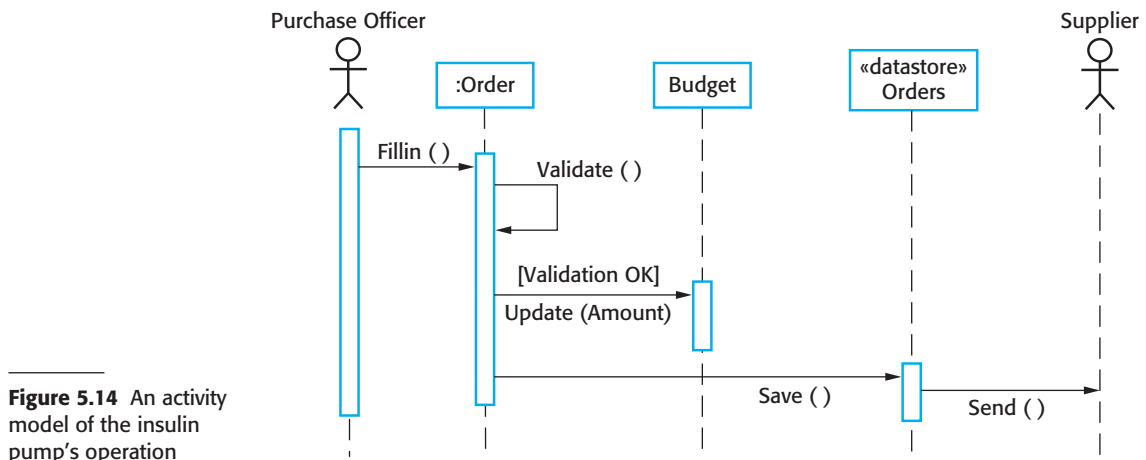 Purchase Officer
Supplier
:Order
Budget
«datastore»
Orders
Fillin ( )
Validate ( )
[Validation OK]
Update (Amount)
Save ( )
Send ( )
Figure 5.14 An activity
model of the insulin
pump's operation